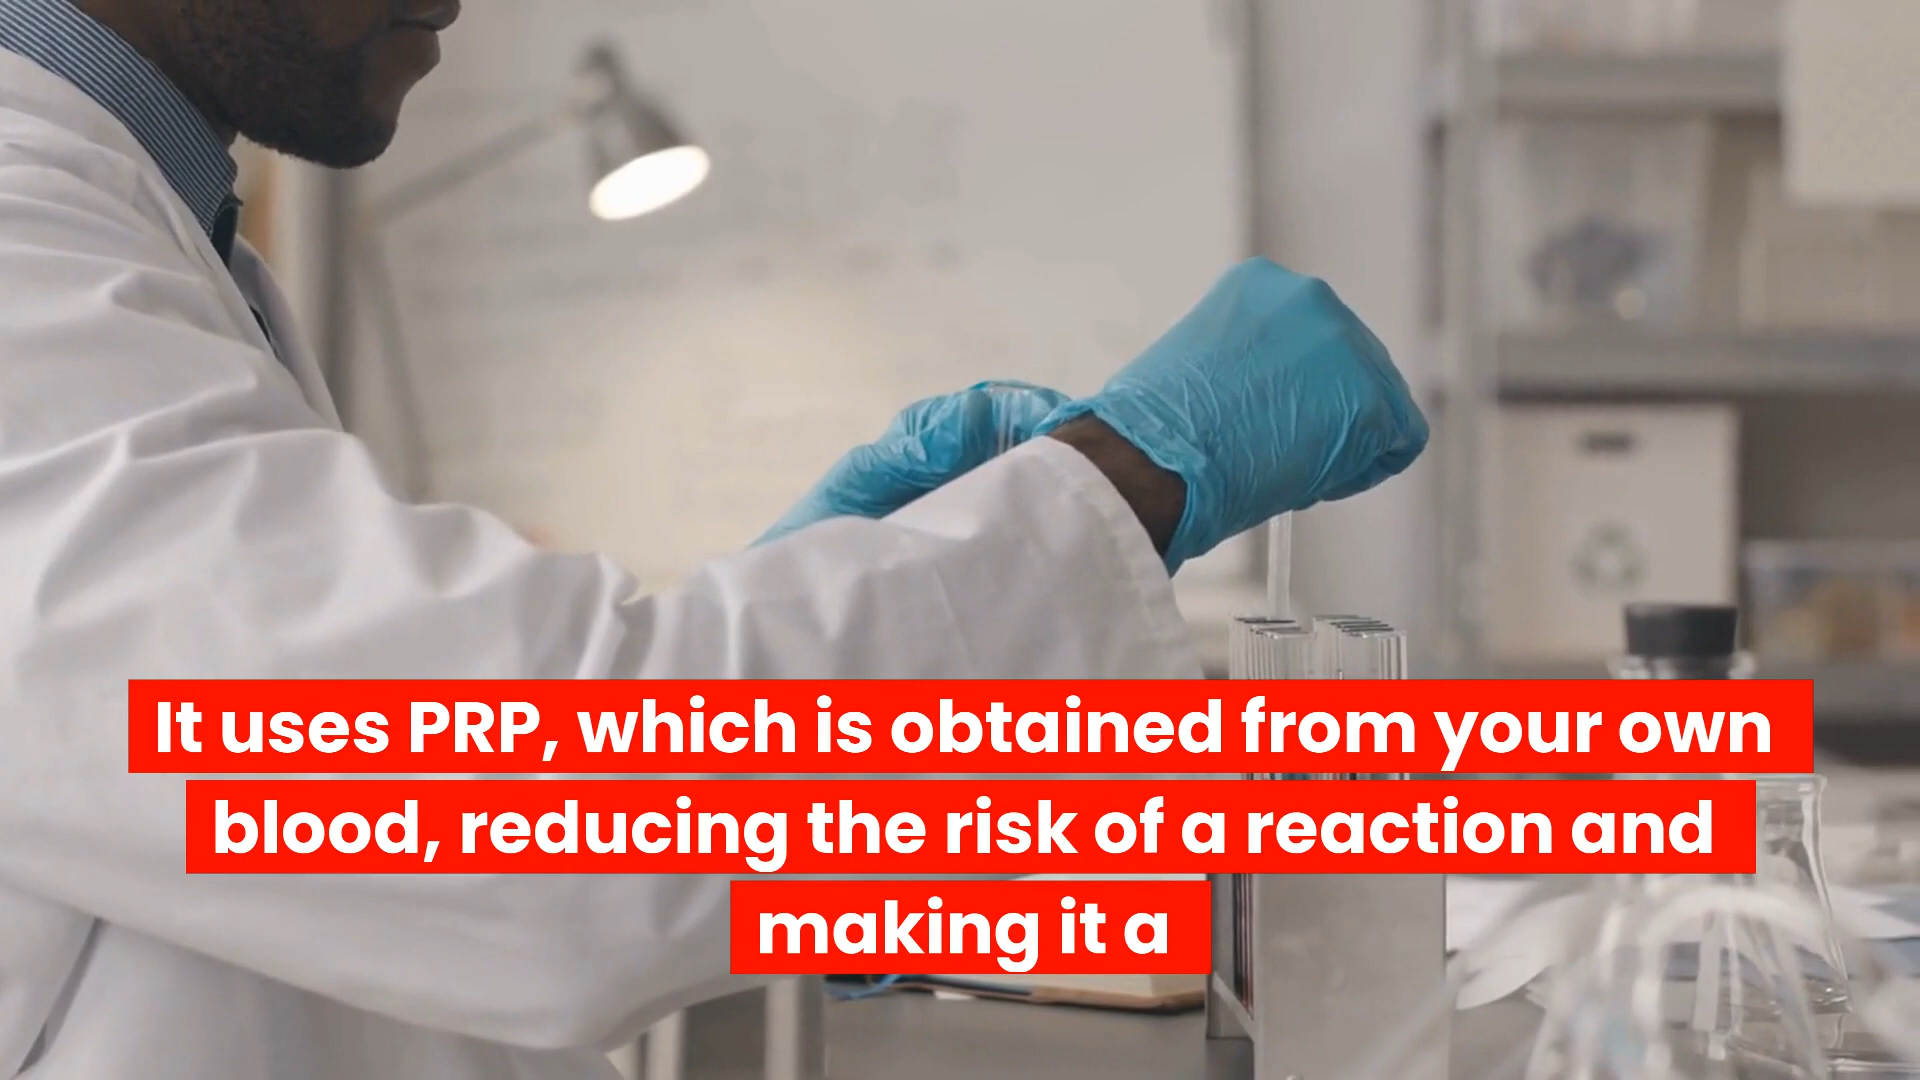 It uses PRP, which is obtained from your own
blood, reducing the risk of a reaction and
making it a